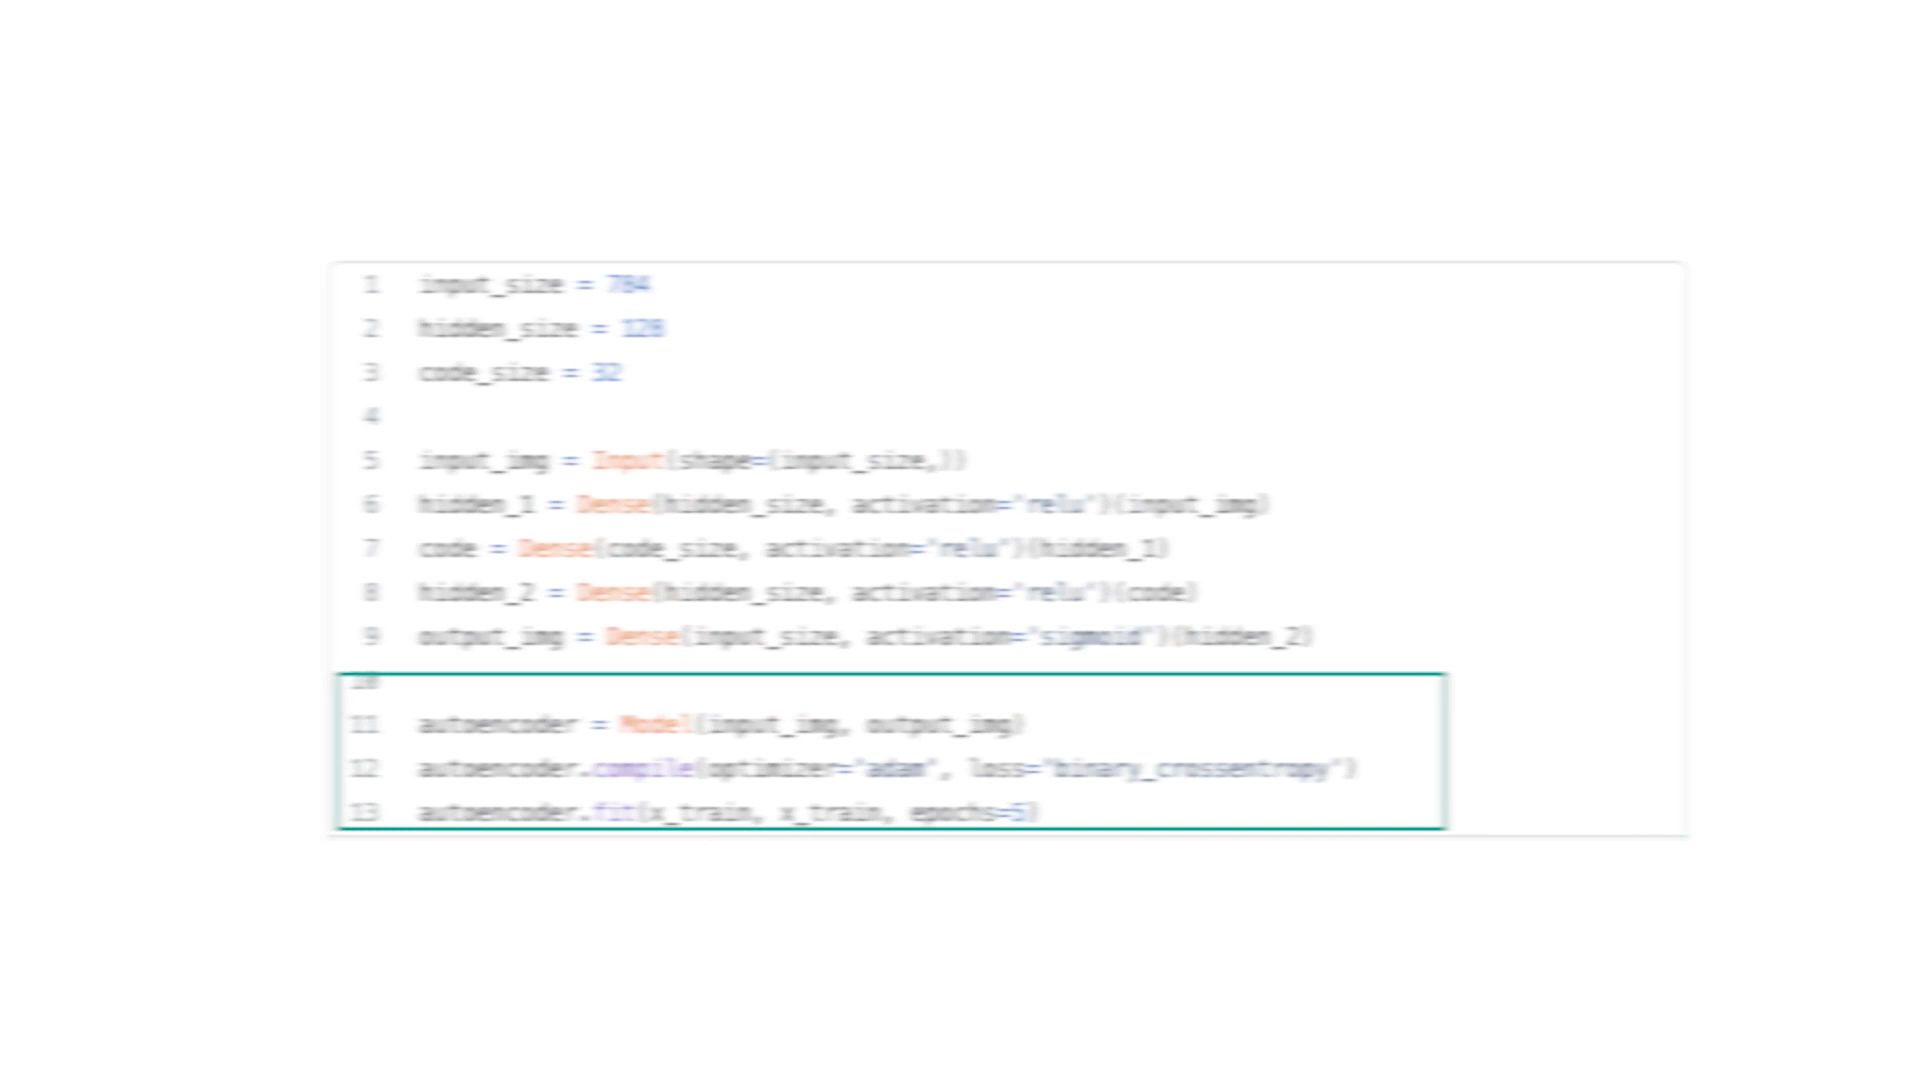 1 input_size = 784
2 hidden_size = 128
3 code_size = 32
4
5 input_img = Input(shape=(input_size,))
6 hidden_1 = Dense(hidden_size, activation='relu')(input_img)
7 code = Dense(code_size, activation='relu')(hidden_1)
8 hidden_2 = Dense(hidden_size, activation='relu')(code)
9 output_img = Dense(input_size, activation='sigmoid')(hidden_2)
10
11 autoencoder = Model(input_img, output_img)
12 autoencoder.compile(optimizer='adam', loss='binary_crossentropy')
13 autoencoder.fit(x_train, x_train, epochs=5)